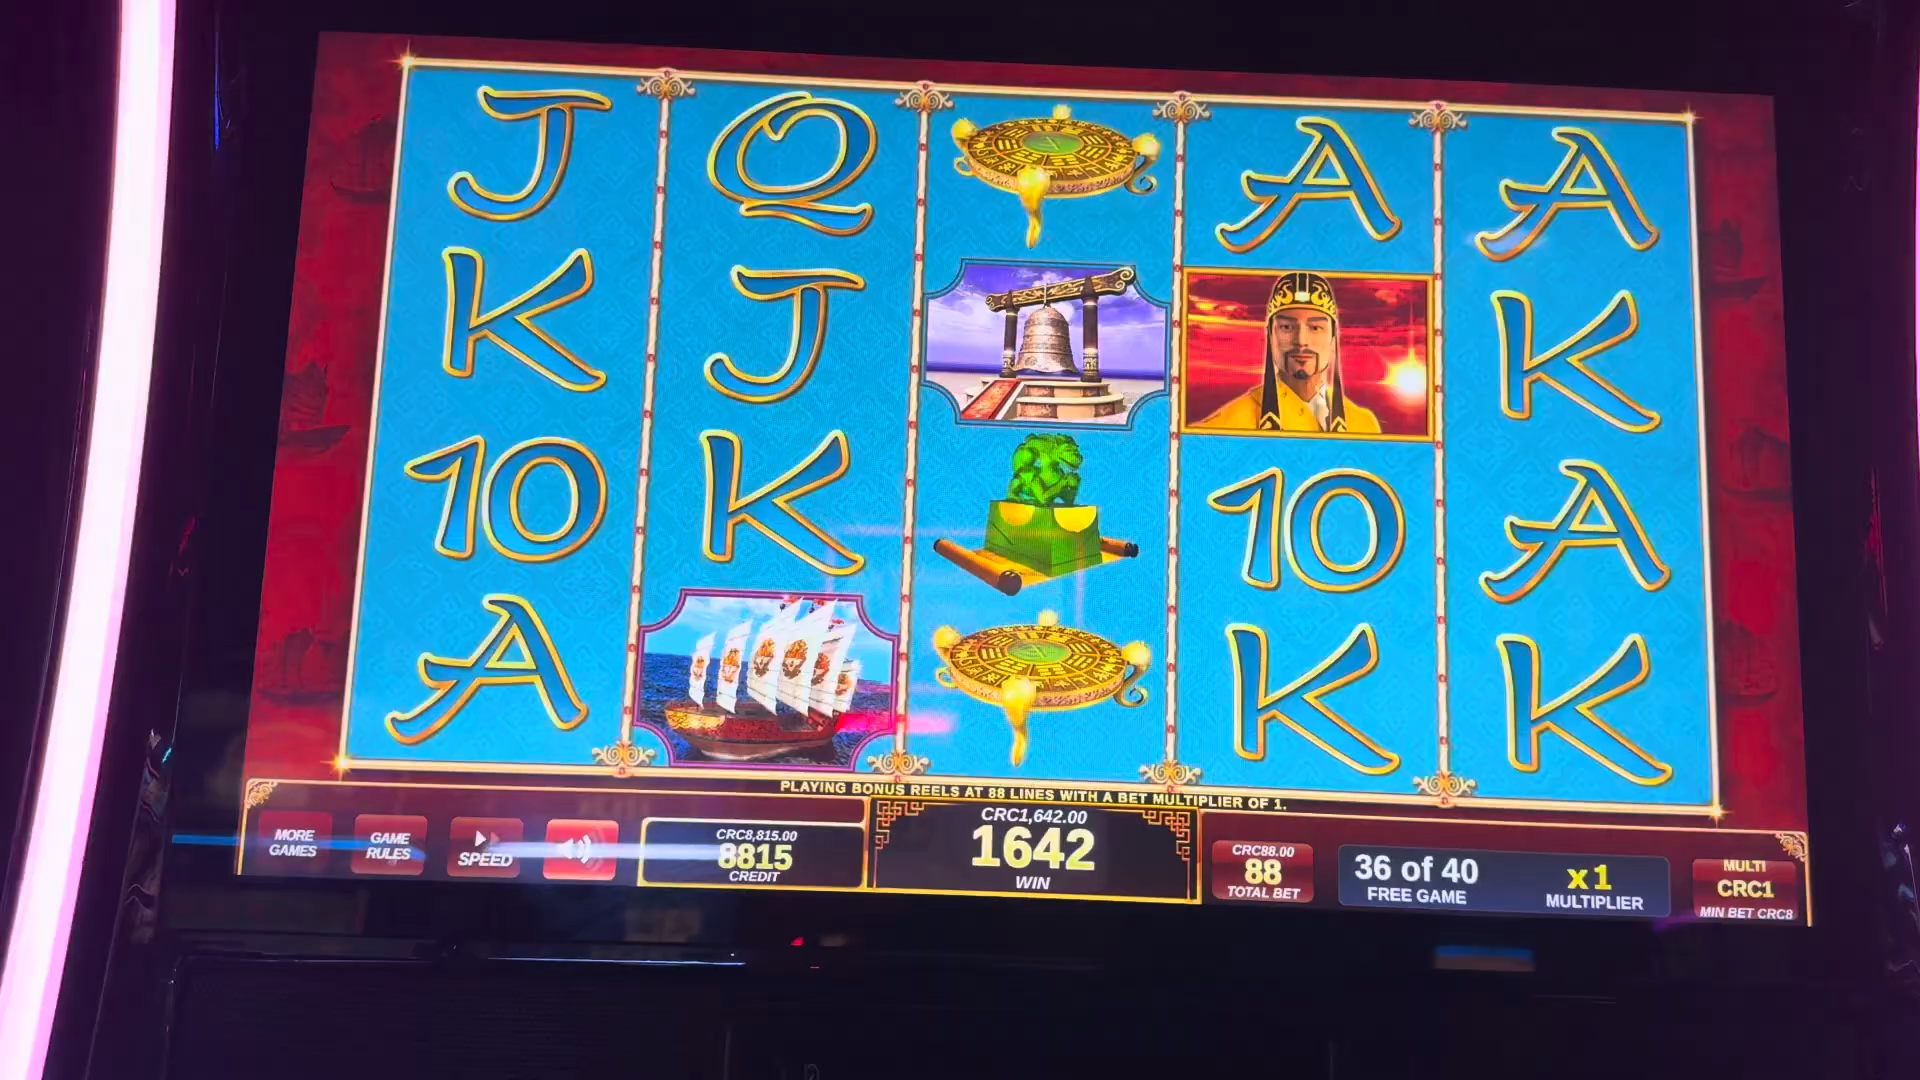 J Q A A
K J K
10 K 10 A
A K K
PLAYING BONUS REELS AT 88 LINES WITH A BET MULTIPLIER OF 1.
MORE
GAMES
GAME
RULES
SPEED
CRC8,815.00
8815
CREDIT
CRC1,642.00
1642
WIN
CRC88.00
88
TOTAL BET
36 of 40
FREE GAME
x1
MULTIPLIER
MULTI
CRC1
MIN BET CRC8